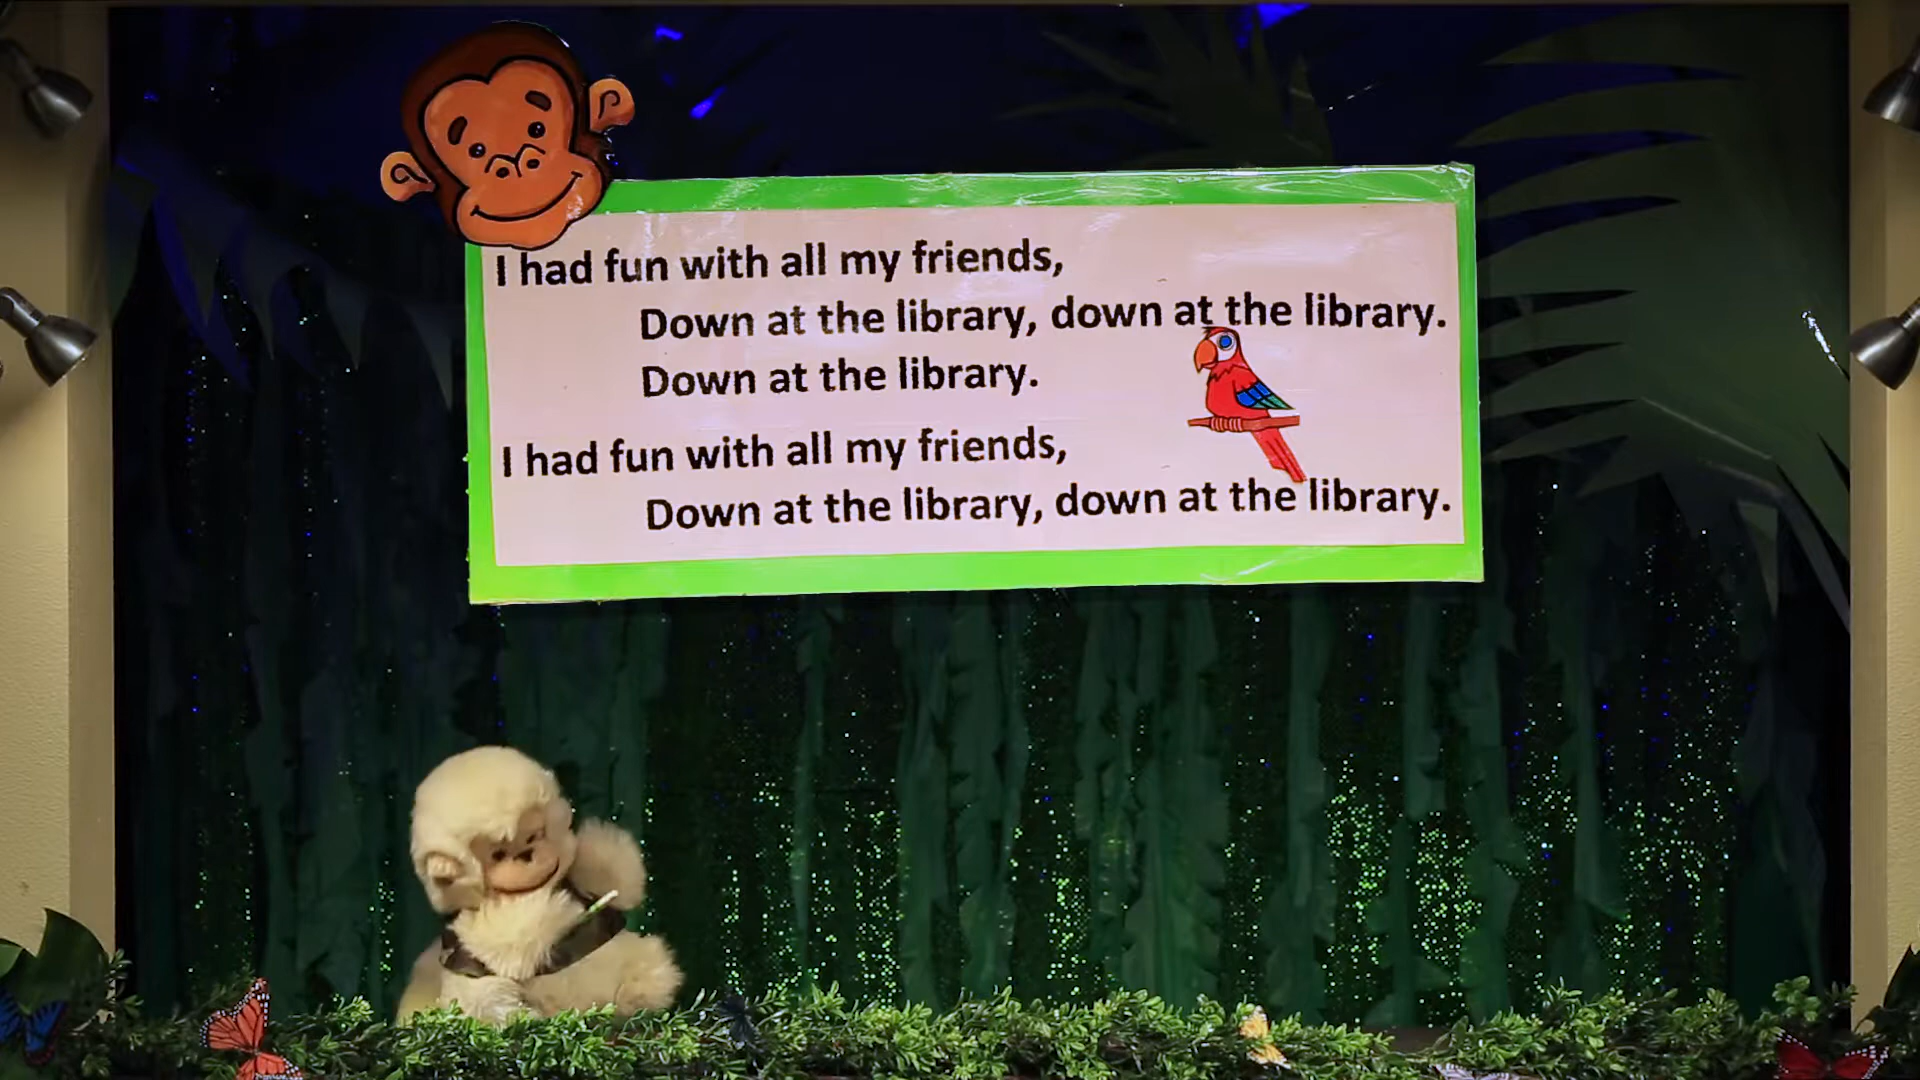 I had fun with all my friends,
Down at the library, down at the library.
Down at the library.
I had fun with all my friends,
Down at the library, down at the library.